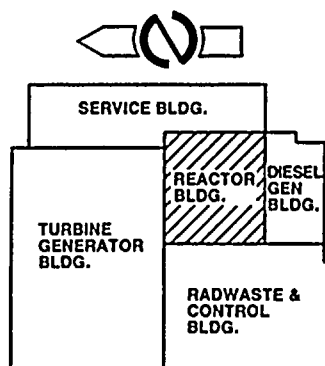 SERVICE BLDG.
REACTOR
BLDG.
DIESEL
GEN
BLDG.
TURBINE
GENERATOR
BLDG.
RADWASTE &
CONTROL
BLDG.